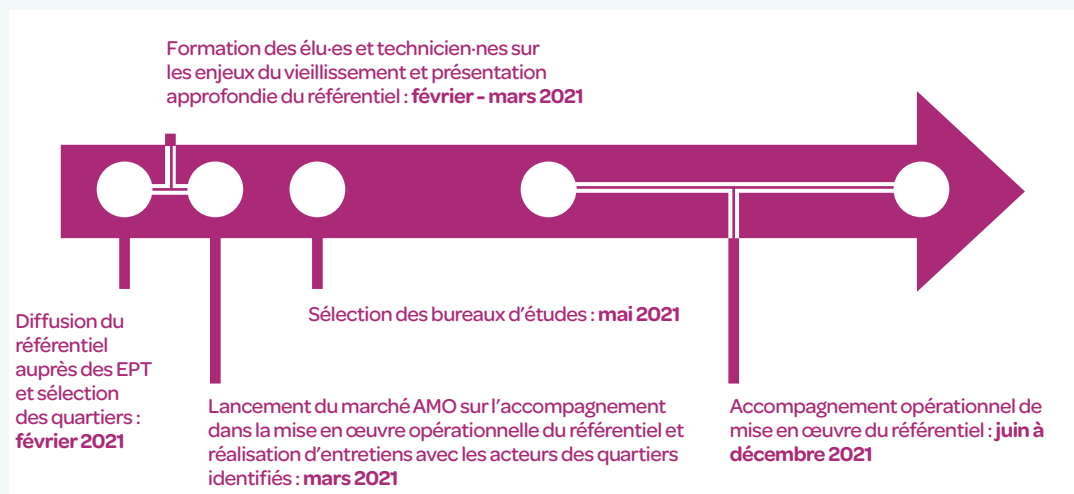 Formation des élu·es et technicien·nes sur
les enjeux du vieillissement et présentation
approfondie du référentiel : février - mars 2021
Diffusion du
référentiel
auprès des EPT
et sélection
des quartiers :
février 2021
Lancement du marché AMO sur l’accompagnement
dans la mise en œuvre opérationnelle du référentiel et
réalisation d’entretiens avec les acteurs des quartiers
identifiés : mars 2021
Sélection des bureaux d’études : mai 2021
Accompagnement opérationnel de
mise en œuvre du référentiel : juin à
décembre 2021